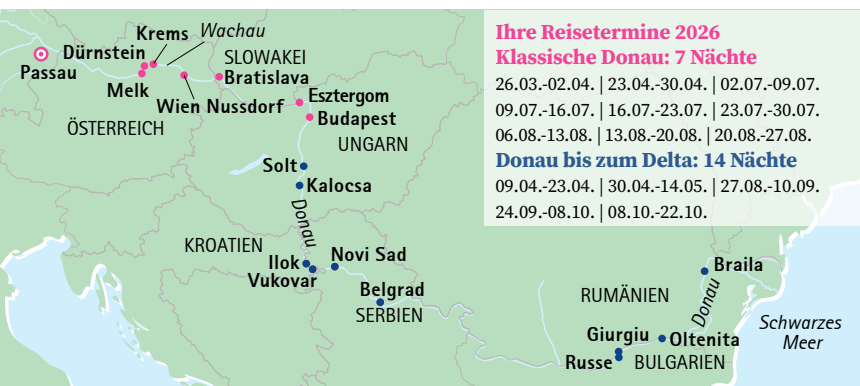 Ihre Reisetermine 2026
Klassische Donau: 7 Nächte
26.03.-02.04. | 23.04.-30.04. | 02.07.-09.07.
09.07.-16.07. | 16.07.-23.07. | 23.07.-30.07.
06.08.-13.08. | 13.08.-20.08. | 20.08.-27.08.
Donau bis zum Delta: 14 Nächte
09.04.-23.04. | 30.04.-14.05. | 27.08.-10.09.
24.09.-08.10. | 08.10.-22.10.
Krems
Wachau
Dürnstein
SLOWAKEI
Passau
Bratislava
Melk
Wien Nussdorf
Esztergom
Budapest
ÖSTERREICH
UNGARN
Solt
Kalocsa
Donau
KROATIEN
Novi Sad
Ilok
Vukovar
Belgrad
SERBIEN
Braila
RUMÄNIEN
Donau
Schwarzes
Meer
Giurgiu
Oltenita
Russe
BULGARIEN